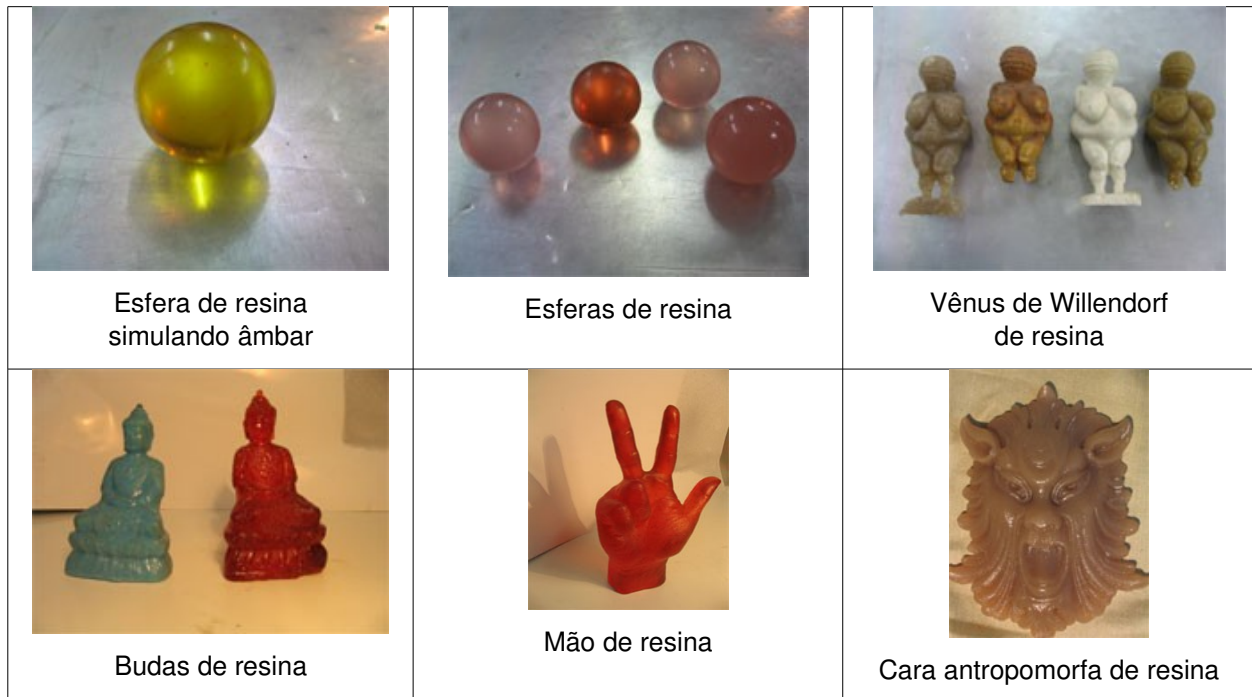 Esfera de resina
simulando âmbar
Esferas de resina
Vênus de Willendorf
de resina
Budas de resina
Mão de resina
Cara antropomorfa de resina